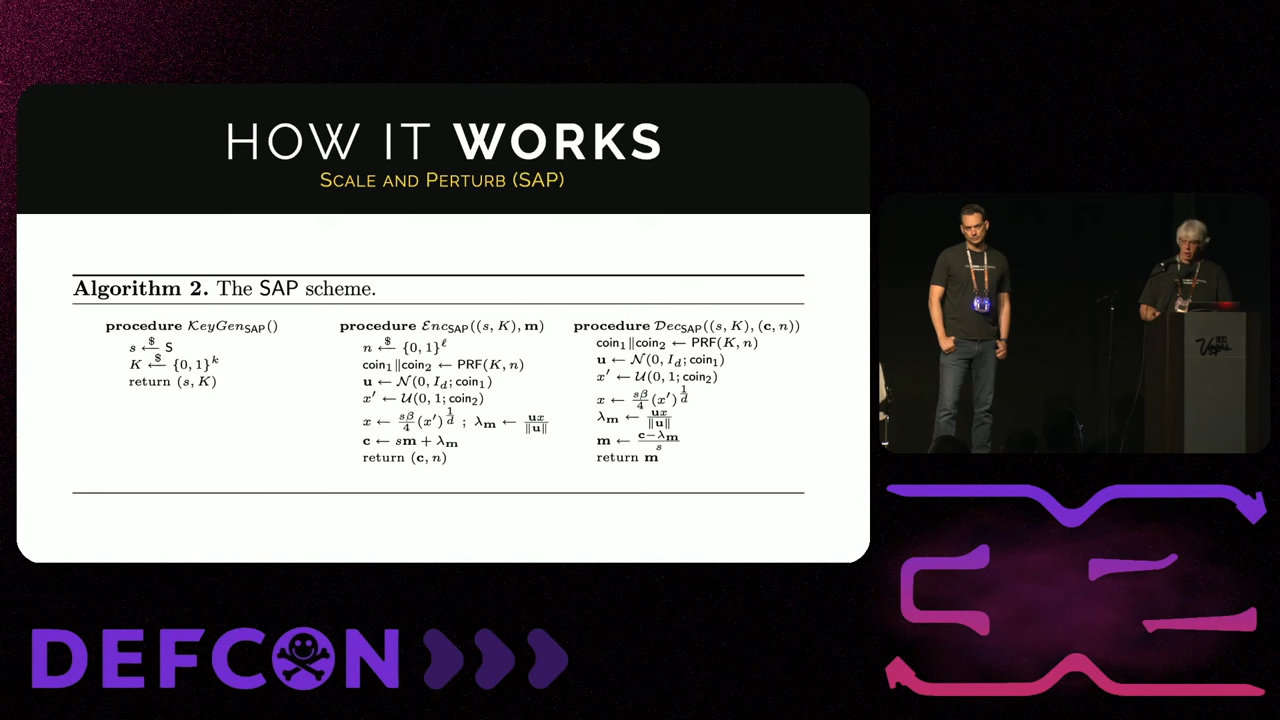 HOW IT WORKS
SCALE AND PERTURB (SAP)
Algorithm 2. The SAP scheme.
procedure 𝒦eyGen_SAP()
s ←$ S
K ←$ {0,1}^k
return (s, K)
procedure ℰnc_SAP((s, K), m)
n ←$ {0,1}^ℓ
coin₁‖coin₂ ← PRF(K, n)
u ← 𝒩(0, I_d; coin₁)
x′ ← 𝒰(0, 1; coin₂)
x ← sβ/4 (x′)^{1/d} ; λ_m ← ux/‖u‖
c ← sm + λ_m
return (c, n)
procedure 𝒟ec_SAP((s, K), (c, n))
coin₁‖coin₂ ← PRF(K, n)
u ← 𝒩(0, I_d; coin₁)
x′ ← 𝒰(0, 1; coin₂)
x ← sβ/4 (x′)^{1/d}
λ_m ← ux/‖u‖
m ← c−λ_m/s
return m
DEFCON